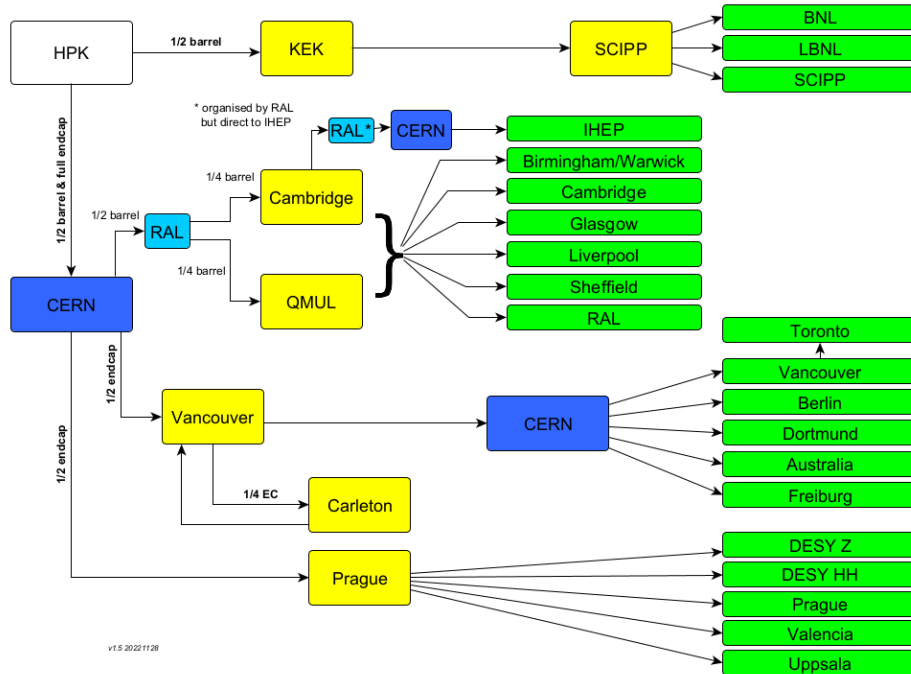 HPK
1/2 barrel
KEK
SCIPP
BNL
LBNL
SCIPP
* organised by RAL
but direct to IHEP
RAL*
CERN
IHEP
Birmingham/Warwick
Cambridge
Glasgow
Liverpool
Sheffield
RAL
1/2 barrel & full endcap
1/4 barrel
Cambridge
1/2 barrel
RAL
1/4 barrel
QMUL
CERN
1/2 endcap
1/2 endcap
Vancouver
CERN
Toronto
Vancouver
Berlin
Dortmund
Australia
Freiburg
1/4 EC
Carleton
Prague
DESY Z
DESY HH
Prague
Valencia
Uppsala
v1.5 20221128